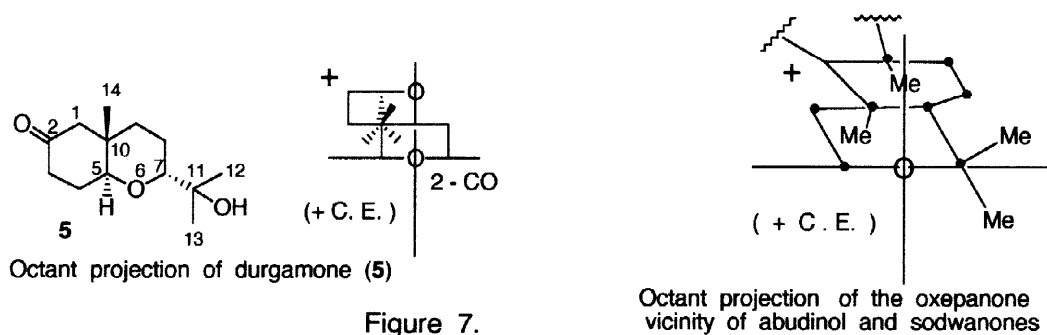 14
O
2
1
10
5
6
7
11
12
O
OH
H
13
5
+
O
O
2 - CO
(+ C. E.)
Octant projection of durgamone (5)
Figure 7.
+
Me
Me
Me
O
Me
( + C . E. )
Octant projection of the oxepanone
vicinity of abudinol and sodwanones